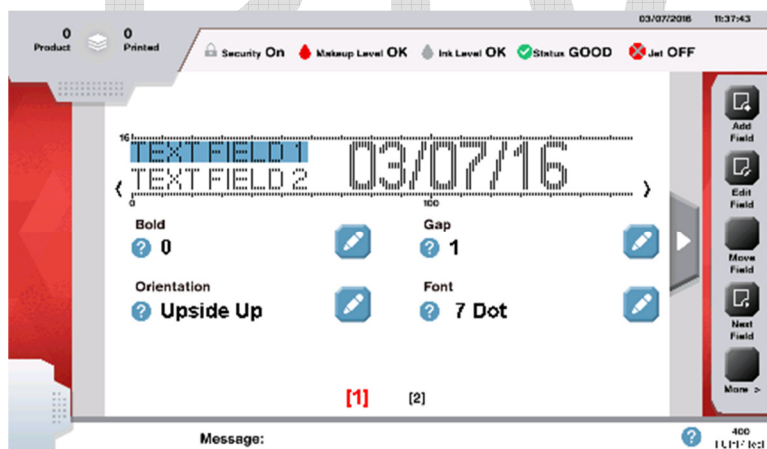 03/07/2016 11:37:43
0 Product
0 Printed
Security On
Makeup Level OK
Ink Level OK
Status GOOD
Jet OFF
16
TEXT FIELD 1
TEXT FIELD 2
03/07/16
0 100
Bold
0
Gap
1
Orientation
Upside Up
Font
7 Dot
[1] [2]
Message:
Add Field
Edit Field
Move Field
Next Field
More >
400